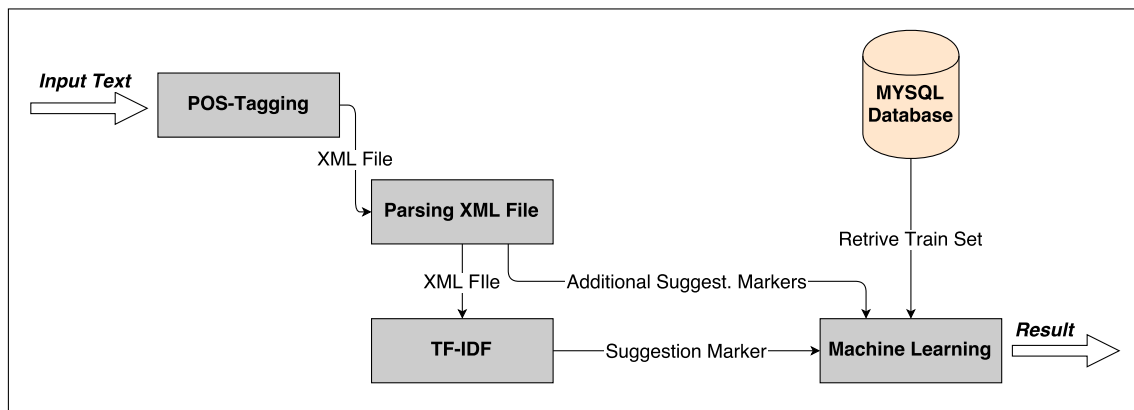 Input Text
POS-Tagging
MYSQL
Database
XML File
Parsing XML File
Retrive Train Set
XML FIle
Additional Suggest. Markers
TF-IDF
Suggestion Marker
Machine Learning
Result